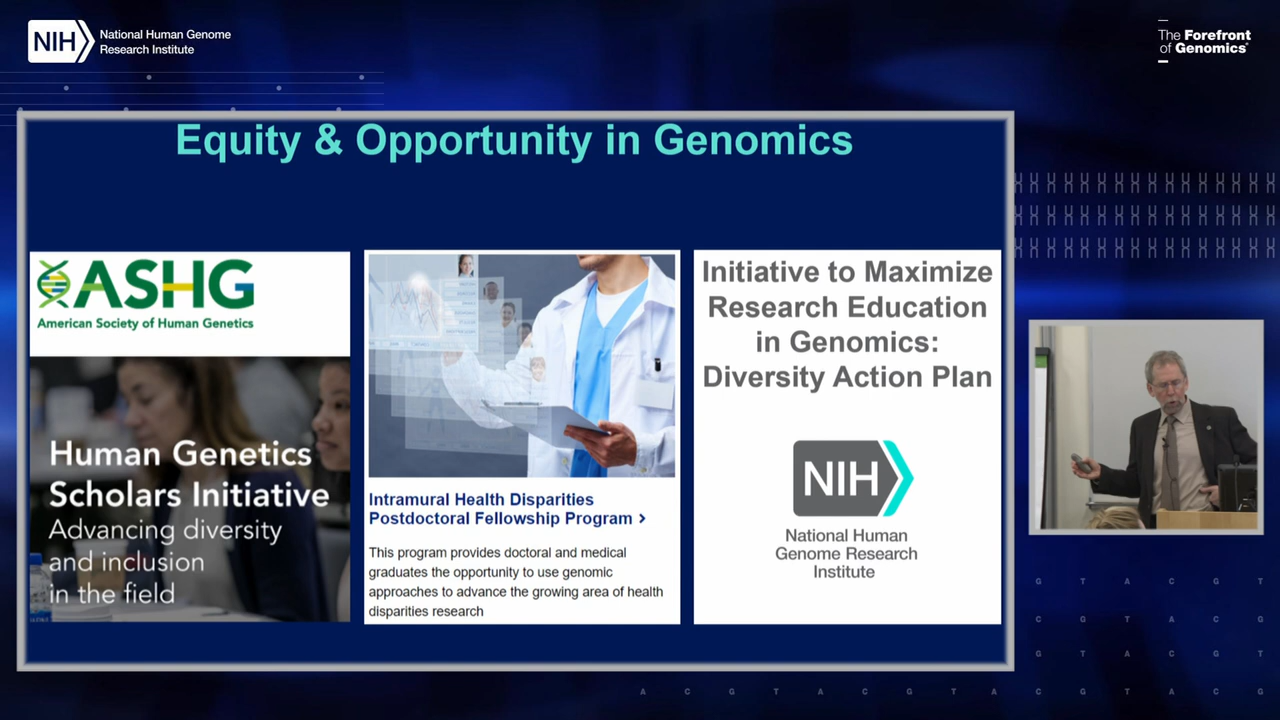 NIH
National Human Genome
Research Institute
The Forefront
of Genomics®
Equity & Opportunity in Genomics
ASHG
American Society of Human Genetics
Human Genetics
Scholars Initiative
Advancing diversity
and inclusion
in the field
Intramural Health Disparities
Postdoctoral Fellowship Program >
This program provides doctoral and medical
graduates the opportunity to use genomic
approaches to advance the growing area of health
disparities research
Initiative to Maximize
Research Education
in Genomics:
Diversity Action Plan
NIH
National Human
Genome Research
Institute
G T A C G T
C G T A C G
G T A C G T
A C G T A C G T A C G T A C G